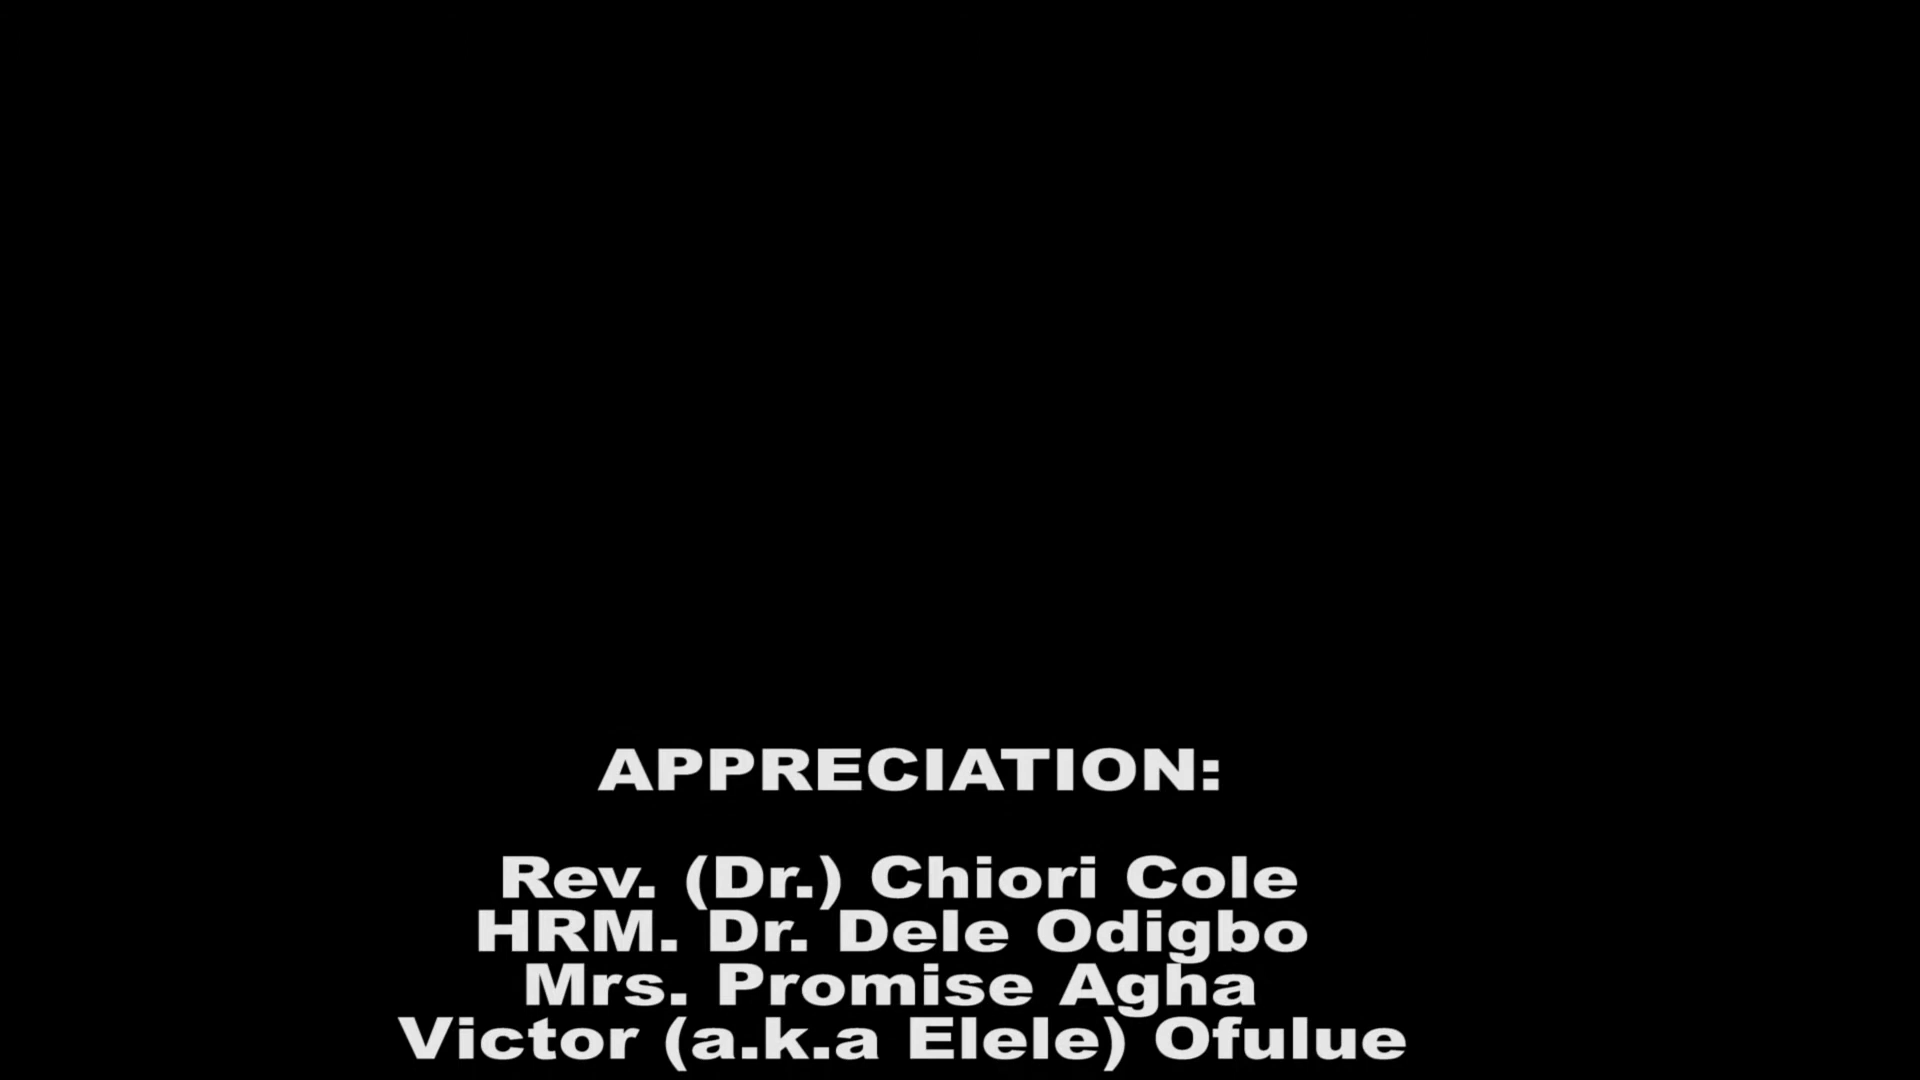 APPRECIATION:
Rev. (Dr.) Chiori Cole
HRM. Dr. Dele Odigbo
Mrs. Promise Agha
Victor (a.k.a Elele) Ofulue